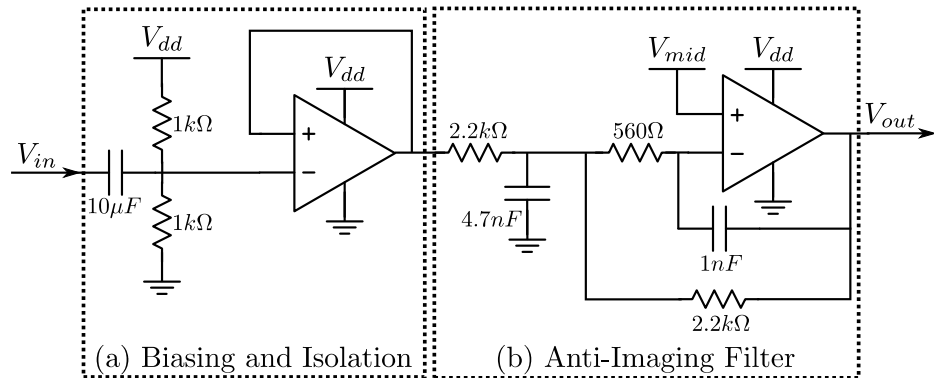 V_dd
V_dd
1kΩ
V_in
10μF
1kΩ
+
−
V_mid
V_dd
V_out
2.2kΩ
560Ω
+
−
4.7nF
1nF
2.2kΩ
(a) Biasing and Isolation
(b) Anti-Imaging Filter